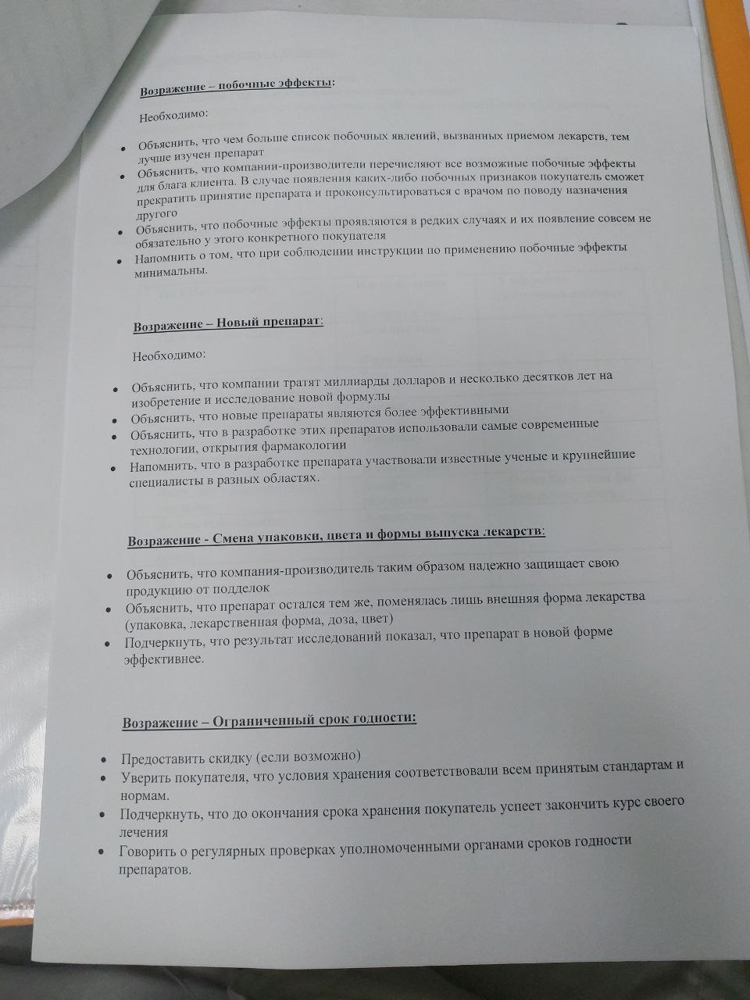 Возражение – побочные эффекты:
Необходимо:
• Объяснить, что чем больше список побочных явлений, вызванных приемом лекарств, тем
лучше изучен препарат
• Объяснить, что компании-производители перечисляют все возможные побочные эффекты
для блага клиента. В случае появления каких-либо побочных признаков покупатель сможет
прекратить принятие препарата и проконсультироваться с врачом по поводу назначения
другого
• Объяснить, что побочные эффекты проявляются в редких случаях и их появление совсем не
обязательно у этого конкретного покупателя
• Напомнить о том, что при соблюдении инструкции по применению побочные эффекты
минимальны.
Возражение – Новый препарат:
Необходимо:
• Объяснить, что компании тратят миллиарды долларов и несколько десятков лет на
изобретение и исследование новой формулы
• Объяснить, что новые препараты являются более эффективными
• Объяснить, что в разработке этих препаратов использовали самые современные
технологии, открытия фармакологии
• Напомнить, что в разработке препарата участвовали известные ученые и крупнейшие
специалисты в разных областях.
Возражение - Смена упаковки, цвета и формы выпуска лекарств:
• Объяснить, что компания-производитель таким образом надежно защищает свою
продукцию от подделок
• Объяснить, что препарат остался тем же, поменялась лишь внешняя форма лекарства
(упаковка, лекарственная форма, доза, цвет)
• Подчеркнуть, что результат исследований показал, что препарат в новой форме
эффективнее.
Возражение – Ограниченный срок годности:
• Предоставить скидку (если возможно)
• Уверить покупателя, что условия хранения соответствовали всем принятым стандартам и
нормам.
• Подчеркнуть, что до окончания срока хранения покупатель успеет закончить курс своего
лечения
• Говорить о регулярных проверках уполномоченными органами сроков годности
препаратов.